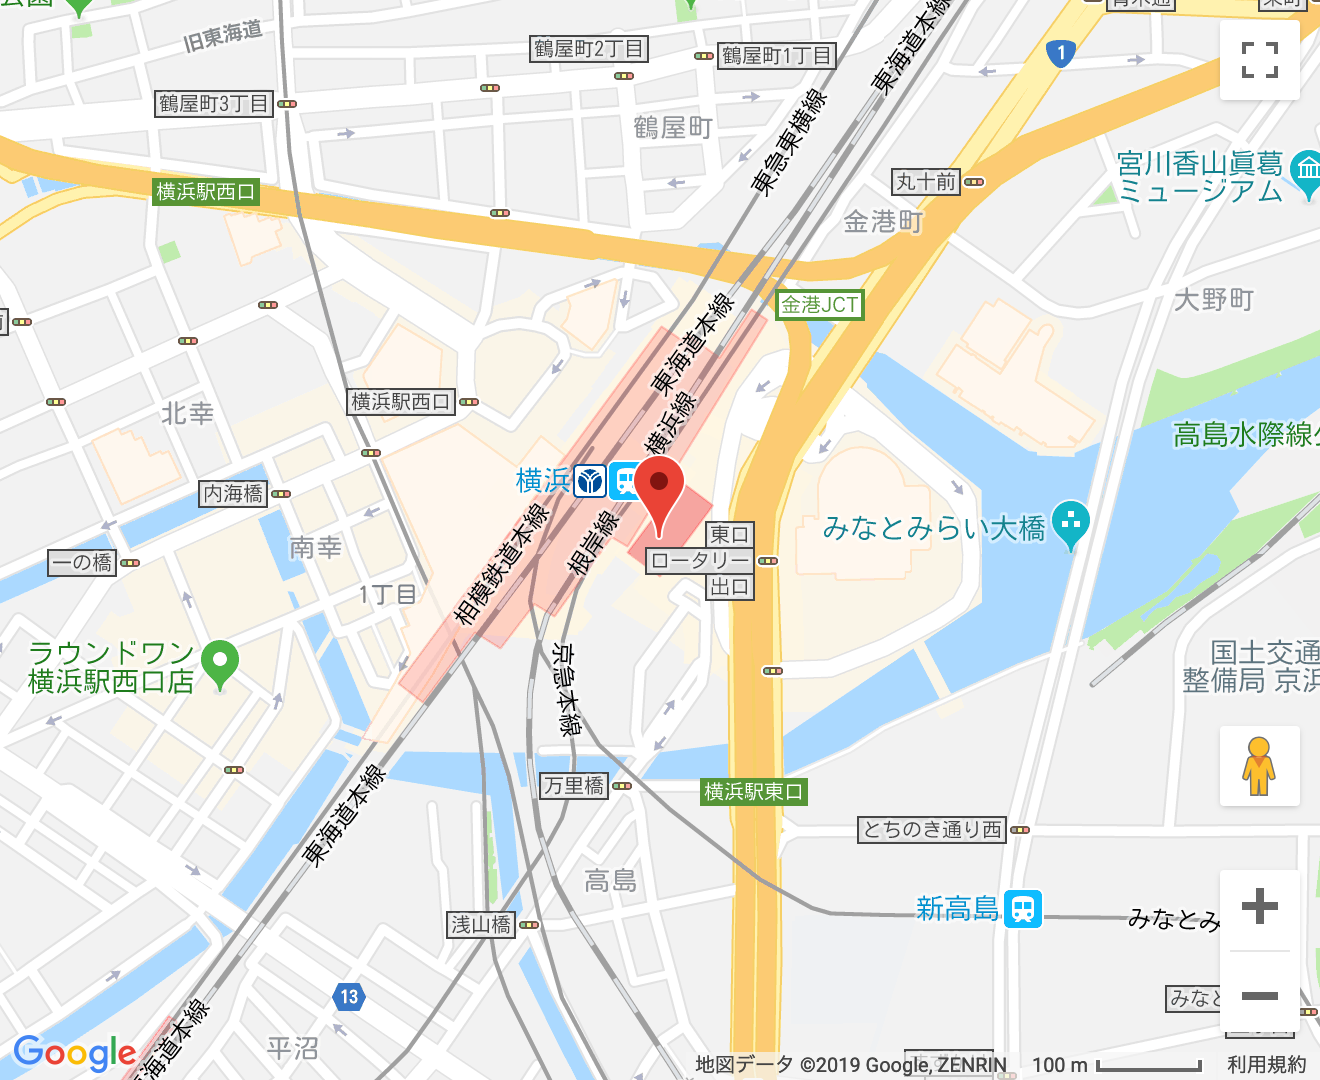 旧東海道
鶴屋町2丁目
鶴屋町1丁目
東海道本線
1
鶴屋町3丁目
鶴屋町
東急東横線
宮川香山眞葛
ミュージアム
丸十前
横浜駅西口
金港町
大野町
金港JCT
東海道本線
横浜駅西口
横浜線
北幸
高島水際線
横浜
内海橋
南幸
根岸線
東口
ロータリー
出口
みなとみらい大橋
一の橋
1丁目
相模鉄道本線
ラウンドワン
横浜駅西口店
京急本線
国土交通
整備局 京浜
東海道本線
万里橋
横浜駅東口
とちのき通り西
高島
新高島
みなとみ
浅山橋
13
みなと
平沼
東海道本線
Google
地図データ ©2019 Google, ZENRIN
100 m
利用規約